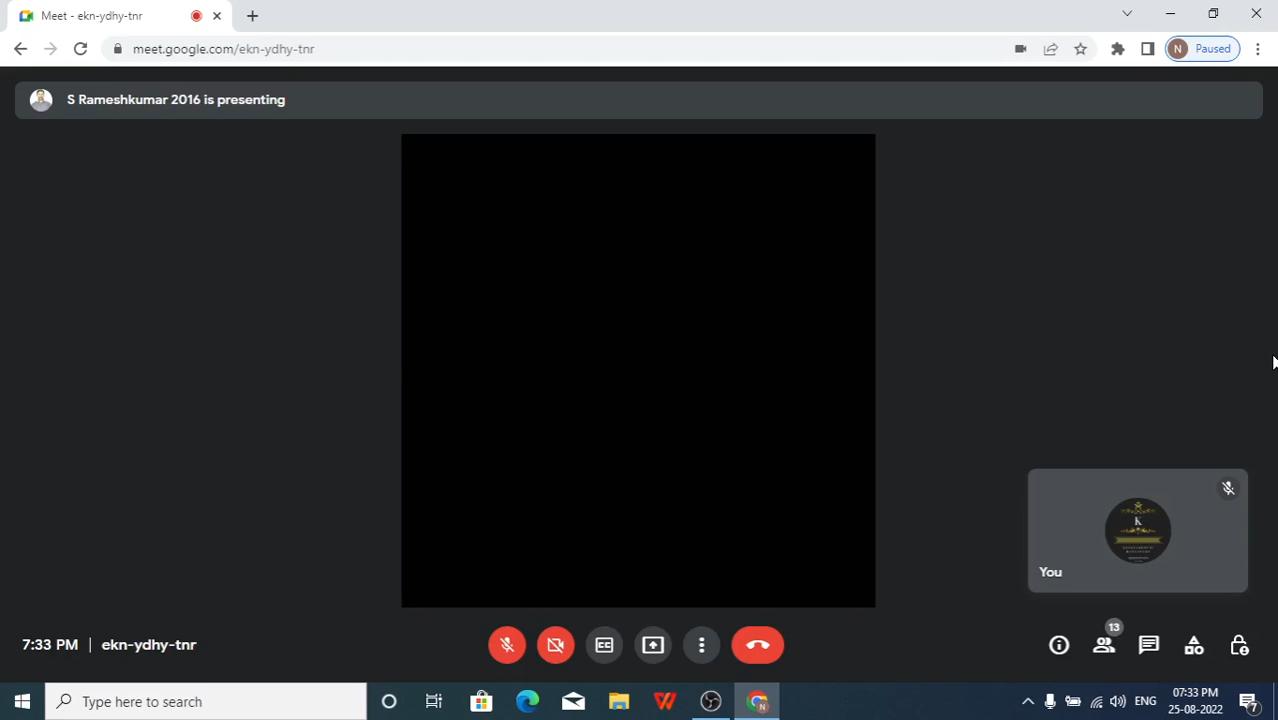 Meet - ekn-ydhy-tnr
meet.google.com/ekn-ydhy-tnr
N Paused
S Rameshkumar 2016 is presenting
K
You
13
7:33 PM | ekn-ydhy-tnr
CC
Type here to search
N
ENG
07:33 PM
25-08-2022
7